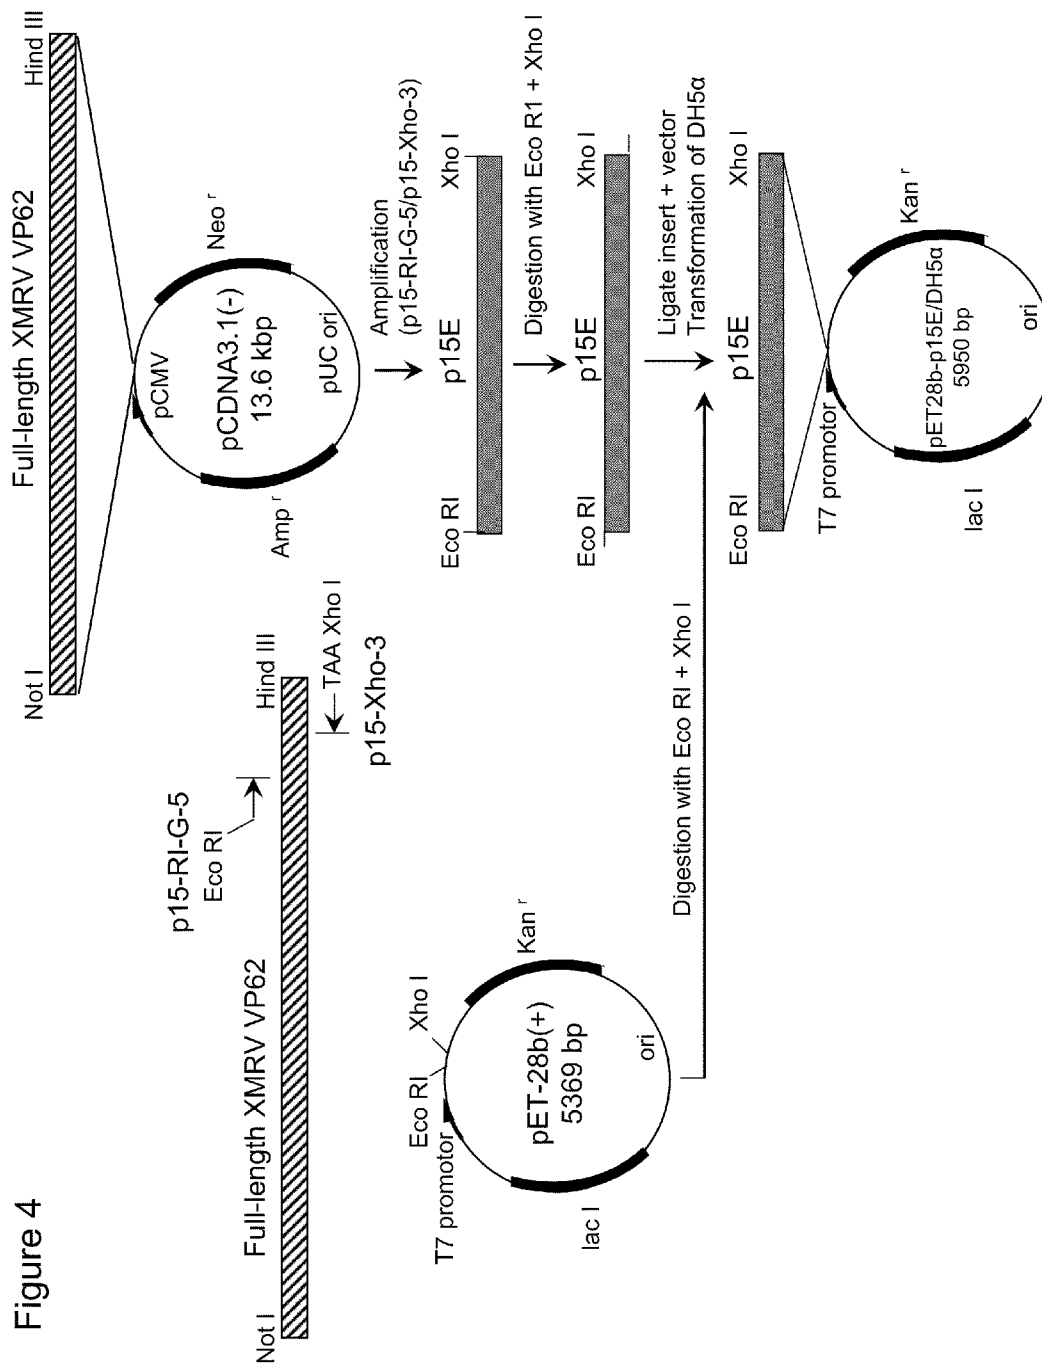 Figure 4
Not I
Full-length XMRV VP62
Hind III
p15-RI-G-5
Eco RI
TAA Xho I
p15-Xho-3
Not I
Full-length XMRV VP62
Hind III
pCMV
Neo r
pCDNA3.1(-)
13.6 kbp
pUC ori
Amp r
Amplification
(p15-RI-G-5/p15-Xho-3)
Eco RI
p15E
Xho I
Digestion with Eco R1 + Xho I
Eco RI
p15E
Xho I
Ligate insert + vector
Transformation of DH5α
T7 promotor
Eco RI
Xho I
Kan r
pET-28b(+)
5369 bp
ori
lac I
Digestion with Eco RI + Xho I
Eco RI
p15E
Xho I
T7 promotor
Kan r
pET28b-p15E/DH5α
5950 bp
lac I
ori